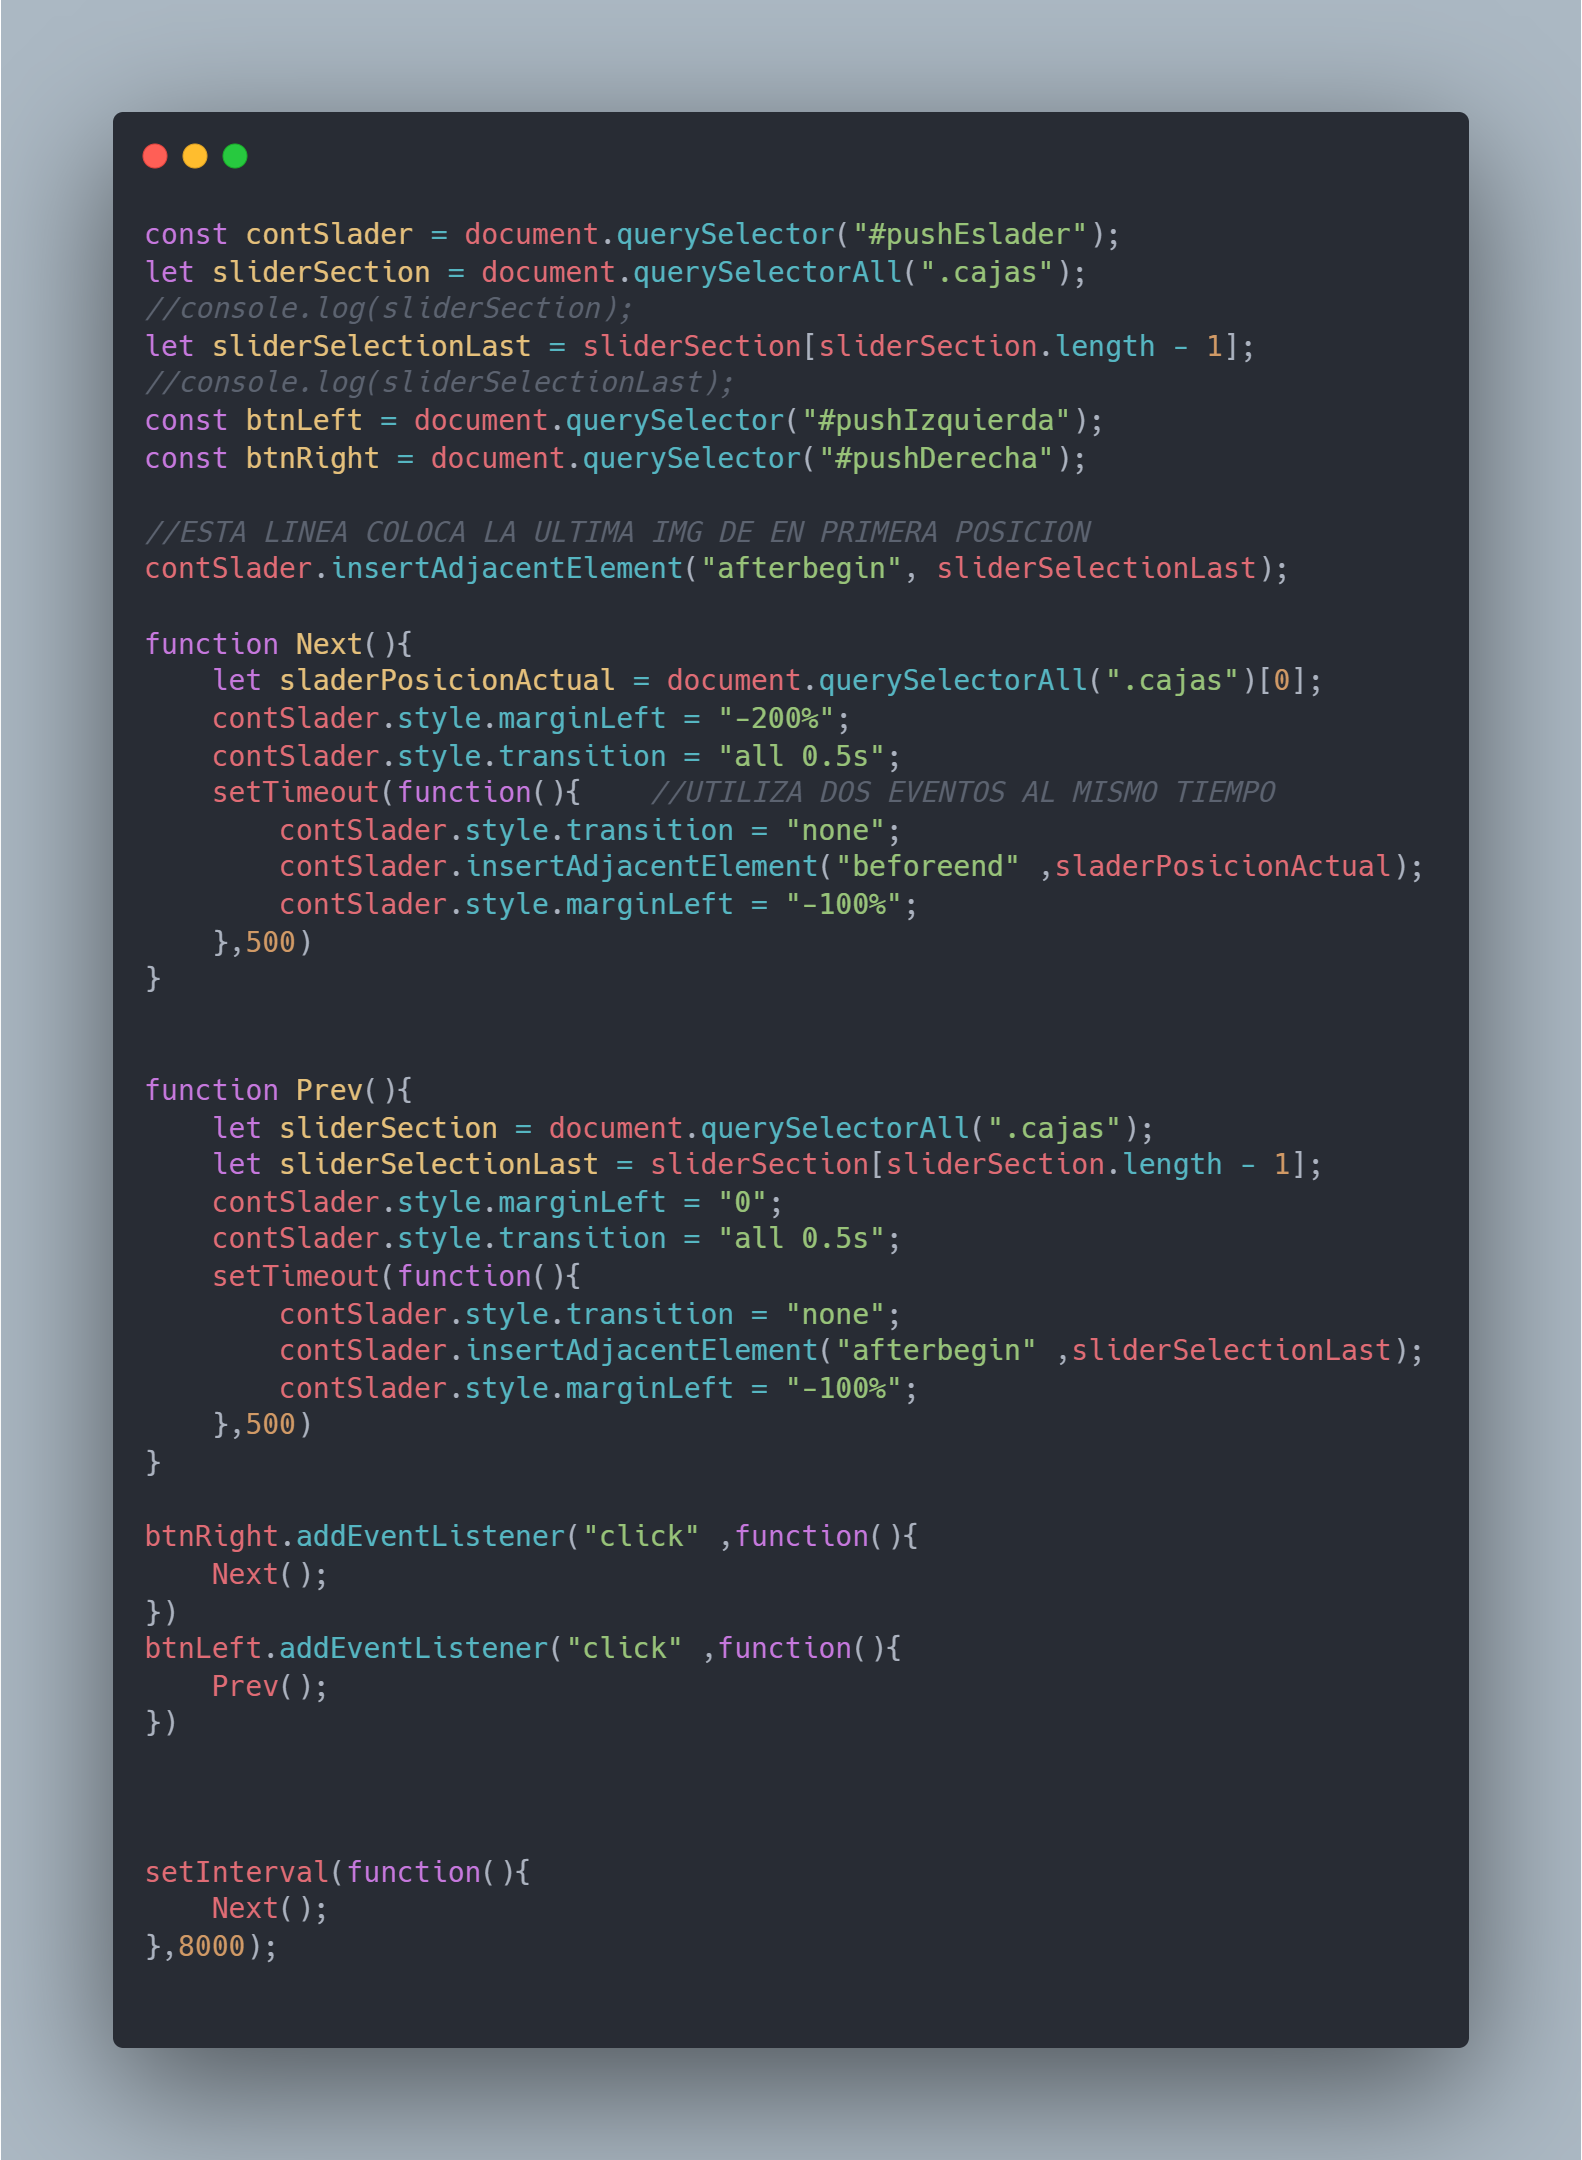 const contSlader = document.querySelector("#pushEslader");
let sliderSection = document.querySelectorAll(".cajas");
//console.log(sliderSection);
let sliderSelectionLast = sliderSection[sliderSection.length - 1];
//console.log(sliderSelectionLast);
const btnLeft = document.querySelector("#pushIzquierda");
const btnRight = document.querySelector("#pushDerecha");
//ESTA LINEA COLOCA LA ULTIMA IMG DE EN PRIMERA POSICION
contSlader.insertAdjacentElement("afterbegin", sliderSelectionLast);
function Next(){
    let sladerPosicionActual = document.querySelectorAll(".cajas")[0];
    contSlader.style.marginLeft = "-200%";
    contSlader.style.transition = "all 0.5s";
    setTimeout(function(){    //UTILIZA DOS EVENTOS AL MISMO TIEMPO
        contSlader.style.transition = "none";
        contSlader.insertAdjacentElement("beforeend" ,sladerPosicionActual);
        contSlader.style.marginLeft = "-100%";
    },500)
}
function Prev(){
    let sliderSection = document.querySelectorAll(".cajas");
    let sliderSelectionLast = sliderSection[sliderSection.length - 1];
    contSlader.style.marginLeft = "0";
    contSlader.style.transition = "all 0.5s";
    setTimeout(function(){
        contSlader.style.transition = "none";
        contSlader.insertAdjacentElement("afterbegin" ,sliderSelectionLast);
        contSlader.style.marginLeft = "-100%";
    },500)
}
btnRight.addEventListener("click" ,function(){
    Next();
})
btnLeft.addEventListener("click" ,function(){
    Prev();
})
setInterval(function(){
    Next();
},8000);